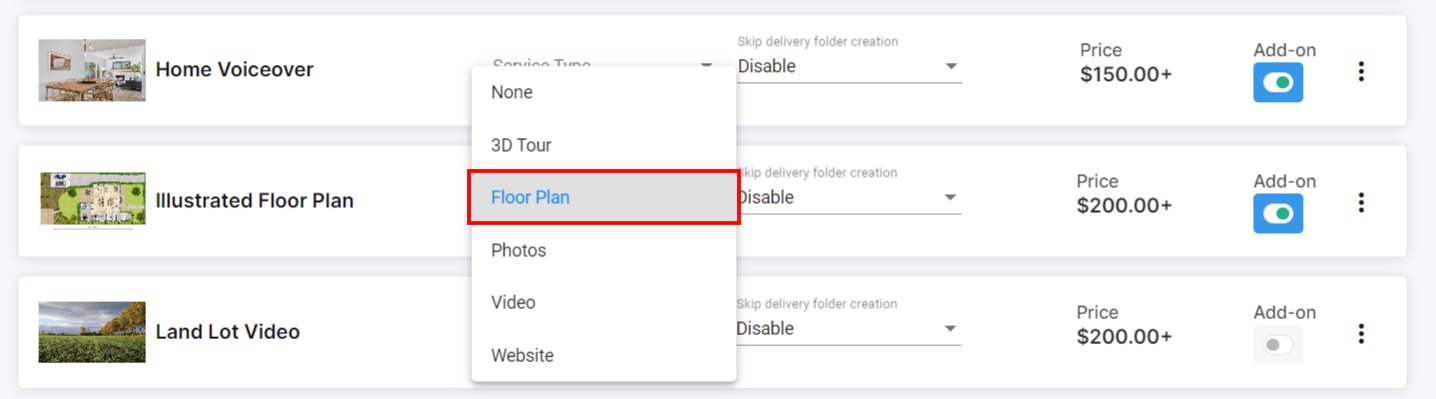 Home Voiceover
Service Type
Skip delivery folder creation
Disable
Price
$150.00+
Add-on
None
3D Tour
Floor Plan
Photos
Video
Website
Illustrated Floor Plan
Skip delivery folder creation
Disable
Price
$200.00+
Add-on
Land Lot Video
Skip delivery folder creation
Disable
Price
$200.00+
Add-on